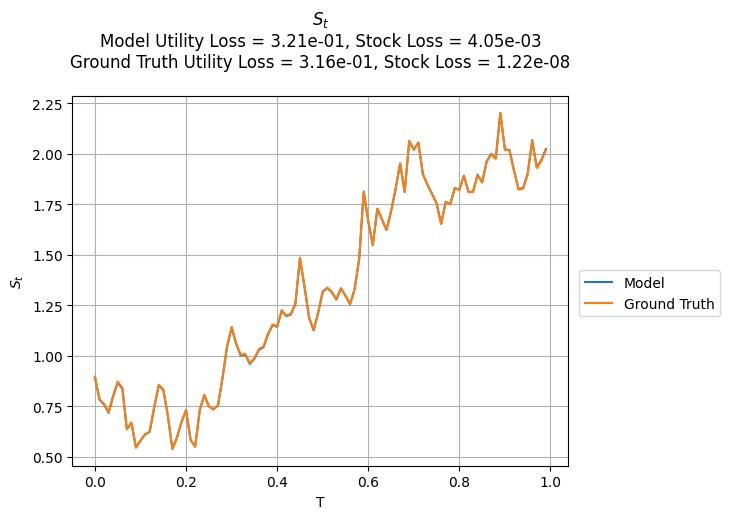 S_t
Model Utility Loss = 3.21e-01, Stock Loss = 4.05e-03
Ground Truth Utility Loss = 3.16e-01, Stock Loss = 1.22e-08
2.25
2.00
1.75
1.50
1.25
1.00
0.75
0.50
S_t
0.0 0.2 0.4 0.6 0.8 1.0
T
Model
Ground Truth